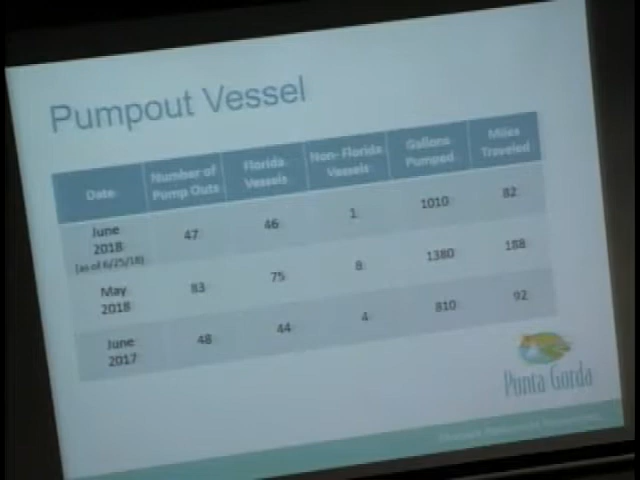 Pumpout Vessel
Date Number of Pump Outs Florida Vessels Non-Florida Vessels Gallons Pumped Miles Traveled
June 2018 (as of 6/25/18) 47 46 1 1010 82
May 2018 83 75 8 1380 188
June 2017 48 44 4 810 92
Punta Gorda